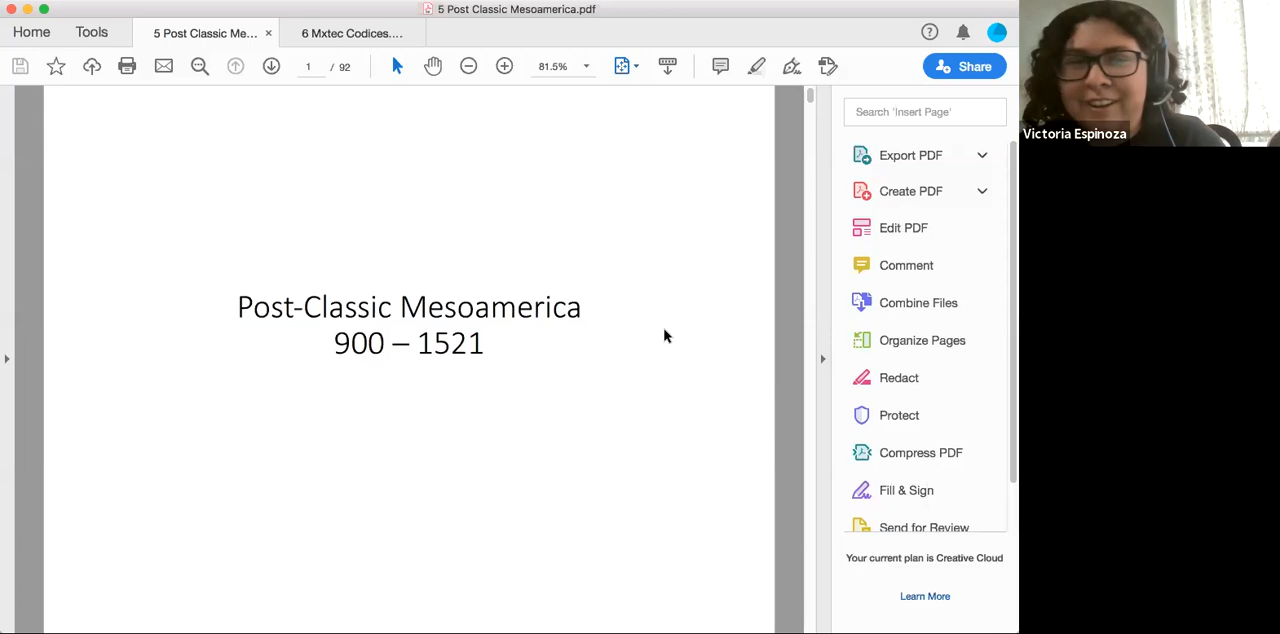 5 Post Classic Mesoamerica.pdf
Home
Tools
5 Post Classic Me...
6 Mxtec Codices....
1 / 92
81.5%
Share
Post-Classic Mesoamerica
900 – 1521
Search 'Insert Page'
Export PDF
Create PDF
Edit PDF
Comment
Combine Files
Organize Pages
Redact
Protect
Compress PDF
Fill & Sign
Send for Review
Your current plan is Creative Cloud
Learn More
Victoria Espinoza